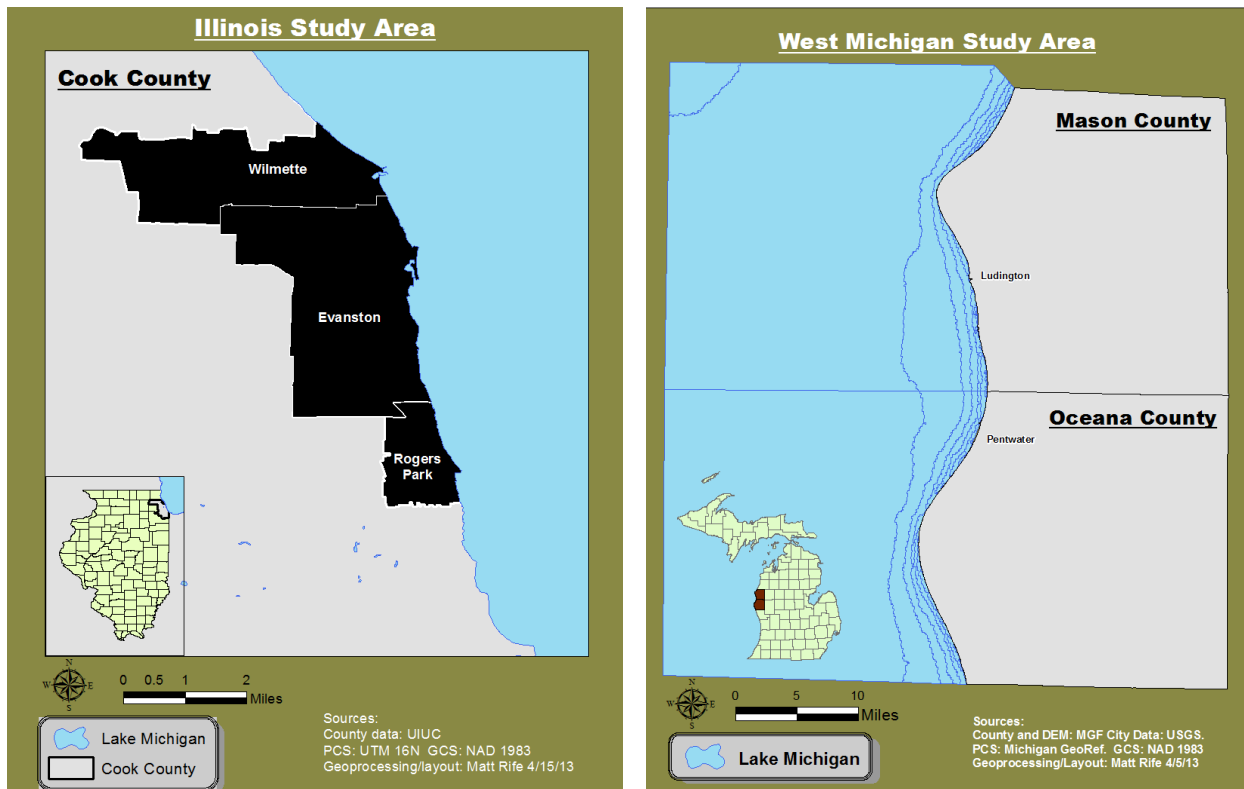 Illinois Study Area
Cook County
Wilmette
Evanston
Rogers
Park
N
W E
S
0 0.5 1 2
Miles
Lake Michigan
Cook County
Sources:
County data: UIUC
PCS: UTM 16N GCS: NAD 1983
Geoprocessing/layout: Matt Rife 4/15/13
West Michigan Study Area
Mason County
Ludington
Oceana County
Pentwater
N
W E
S
0 5 10
Miles
Lake Michigan
Sources:
County and DEM: MGF City Data: USGS.
PCS: Michigan GeoRef. GCS: NAD 1983
Geoprocessing/Layout: Matt Rife 4/5/13